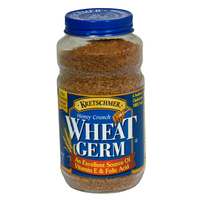 KRETSCHMER
Honey Crunch
WHEAT
GERM
An Excellent Source Of
Vitamin E & Folic Acid